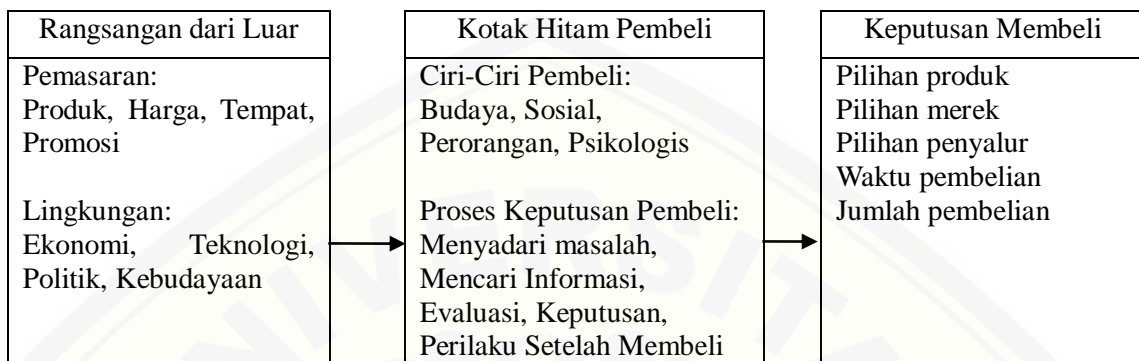 Rangsangan dari Luar
Pemasaran:
Produk, Harga, Tempat,
Promosi
Lingkungan:
Ekonomi, Teknologi,
Politik, Kebudayaan
Kotak Hitam Pembeli
Ciri-Ciri Pembeli:
Budaya, Sosial,
Perorangan, Psikologis
Proses Keputusan Pembeli:
Menyadari masalah,
Mencari Informasi,
Evaluasi, Keputusan,
Perilaku Setelah Membeli
Keputusan Membeli
Pilihan produk
Pilihan merek
Pilihan penyalur
Waktu pembelian
Jumlah pembelian